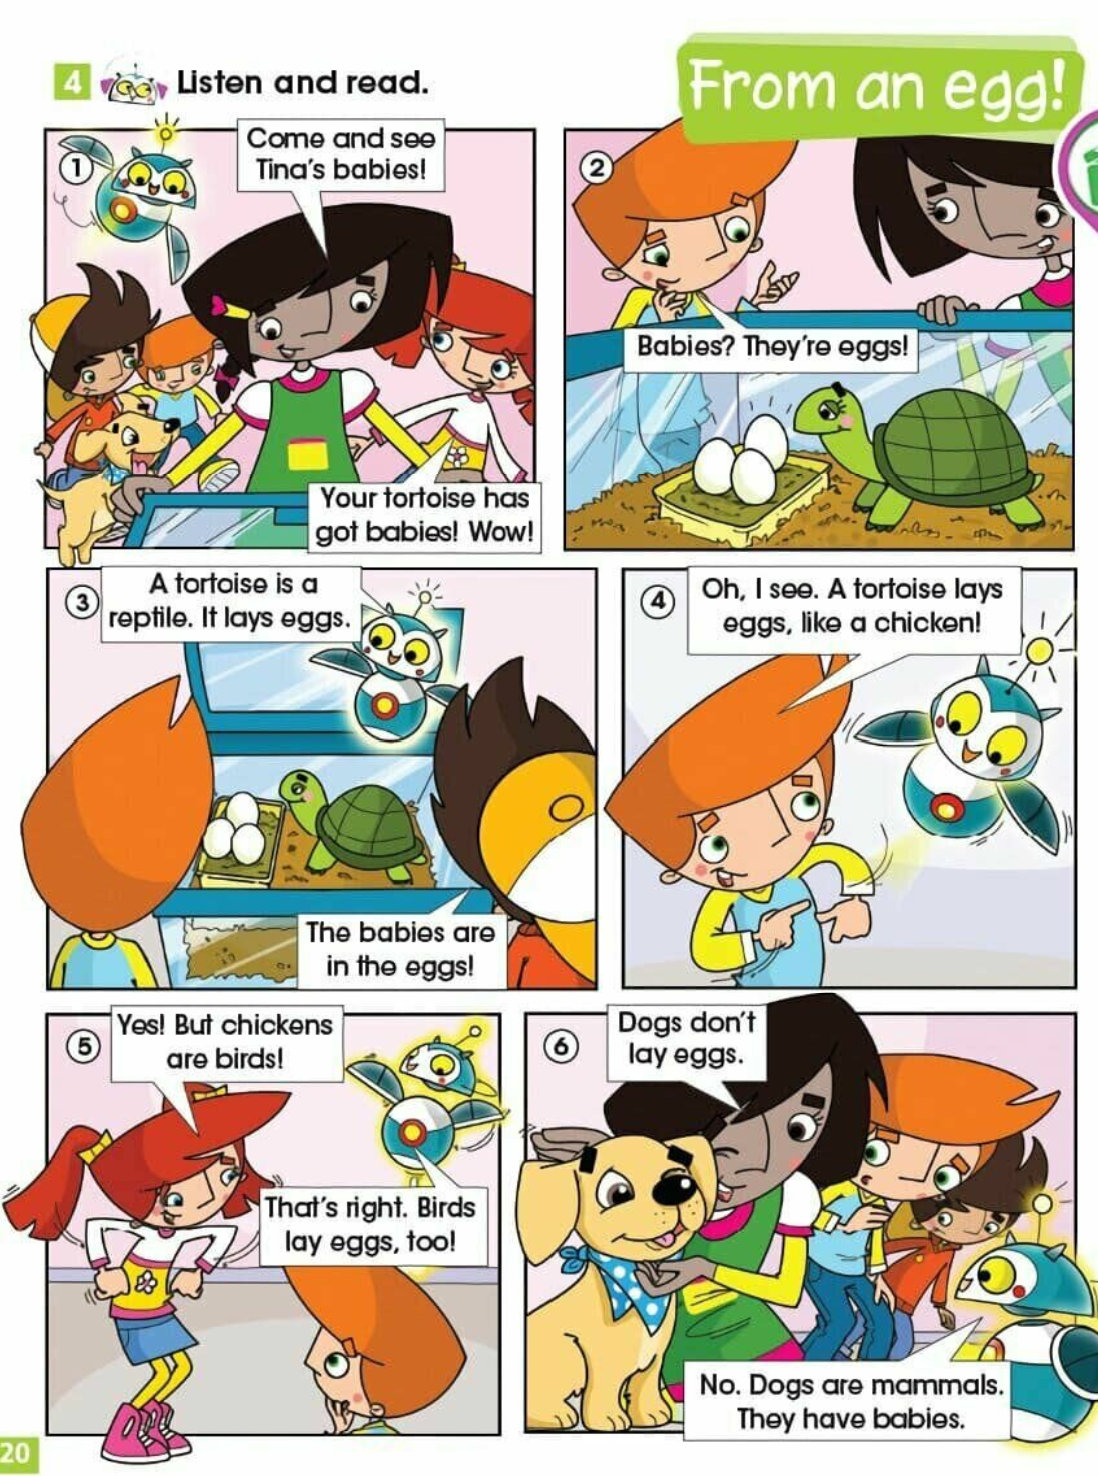 4 Listen and read.
From an egg!
1
Come and see
Tina's babies!
Your tortoise has
got babies! Wow!
2
Babies? They're eggs!
3
A tortoise is a
reptile. It lays eggs.
The babies are
in the eggs!
4
Oh, I see. A tortoise lays
eggs, like a chicken!
5
Yes! But chickens
are birds!
That's right. Birds
lay eggs, too!
6
Dogs don't
lay eggs.
No. Dogs are mammals.
They have babies.
20